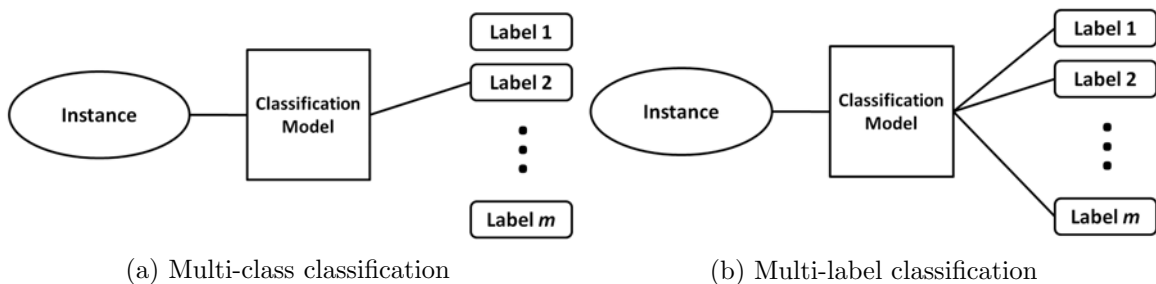 Instance
Classification
Model
Label 1
Label 2
Label m
(a) Multi-class classification
Instance
Classification
Model
Label 1
Label 2
Label m
(b) Multi-label classification